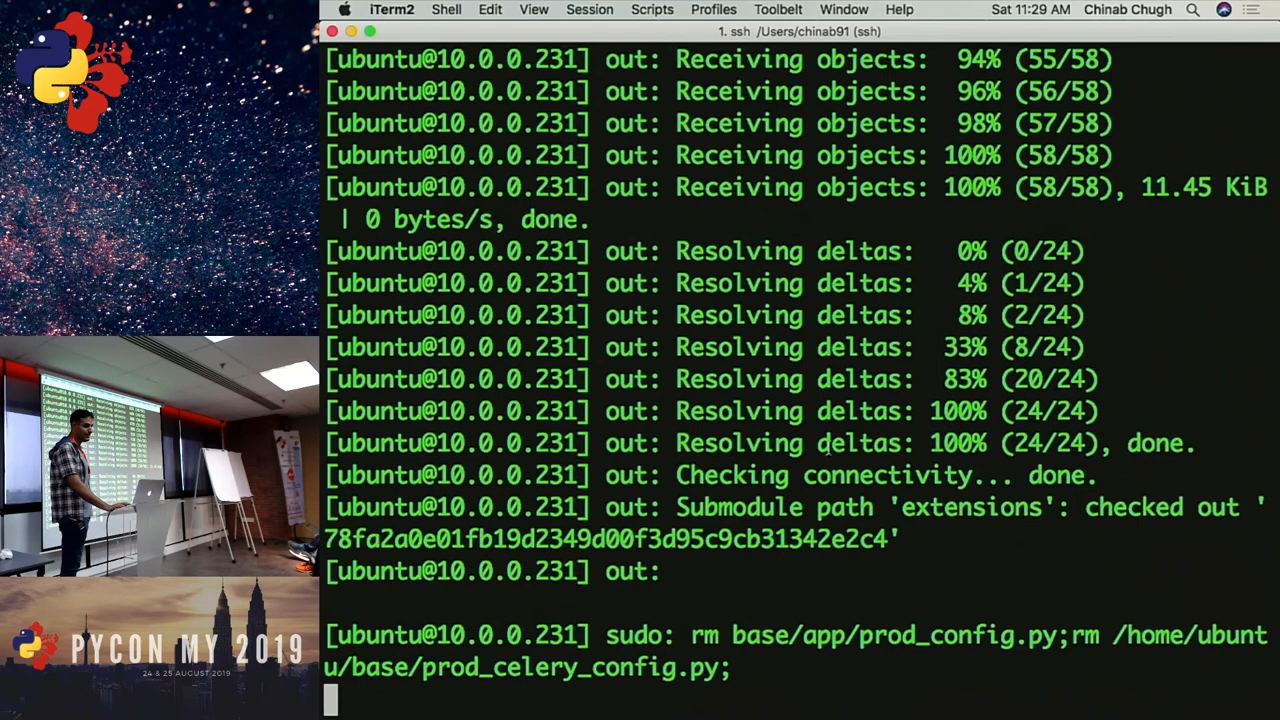 iTerm2 Shell Edit View Session Scripts Profiles Toolbelt Window Help Sat 11:29 AM Chinab Chugh
1. ssh /Users/chinab91 (ssh)
[ubuntu@10.0.0.231] out: Receiving objects: 94% (55/58)
[ubuntu@10.0.0.231] out: Receiving objects: 96% (56/58)
[ubuntu@10.0.0.231] out: Receiving objects: 98% (57/58)
[ubuntu@10.0.0.231] out: Receiving objects: 100% (58/58)
[ubuntu@10.0.0.231] out: Receiving objects: 100% (58/58), 11.45 KiB
| 0 bytes/s, done.
[ubuntu@10.0.0.231] out: Resolving deltas: 0% (0/24)
[ubuntu@10.0.0.231] out: Resolving deltas: 4% (1/24)
[ubuntu@10.0.0.231] out: Resolving deltas: 8% (2/24)
[ubuntu@10.0.0.231] out: Resolving deltas: 33% (8/24)
[ubuntu@10.0.0.231] out: Resolving deltas: 83% (20/24)
[ubuntu@10.0.0.231] out: Resolving deltas: 100% (24/24)
[ubuntu@10.0.0.231] out: Resolving deltas: 100% (24/24), done.
[ubuntu@10.0.0.231] out: Checking connectivity... done.
[ubuntu@10.0.0.231] out: Submodule path 'extensions': checked out '
78fa2a0e01fb19d2349d00f3d95c9cb31342e2c4'
[ubuntu@10.0.0.231] out:
[ubuntu@10.0.0.231] sudo: rm base/app/prod_config.py;rm /home/ubunt
u/base/prod_celery_config.py;
PYCON MY 2019
24 & 25 AUGUST 2019